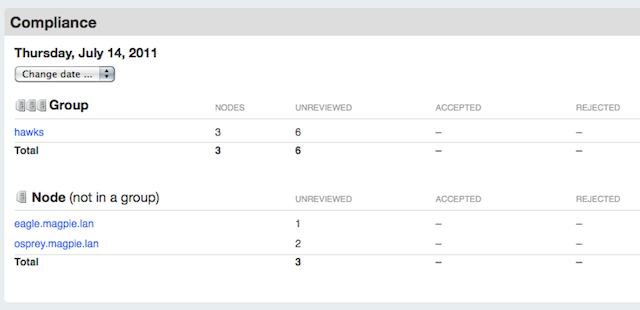 Compliance
Thursday, July 14, 2011
Change date ...
Group NODES UNREVIEWED ACCEPTED REJECTED
hawks 3 6 – –
Total 3 6 – –
Node (not in a group) UNREVIEWED ACCEPTED REJECTED
eagle.magpie.lan 1 – –
osprey.magpie.lan 2 – –
Total 3 – –